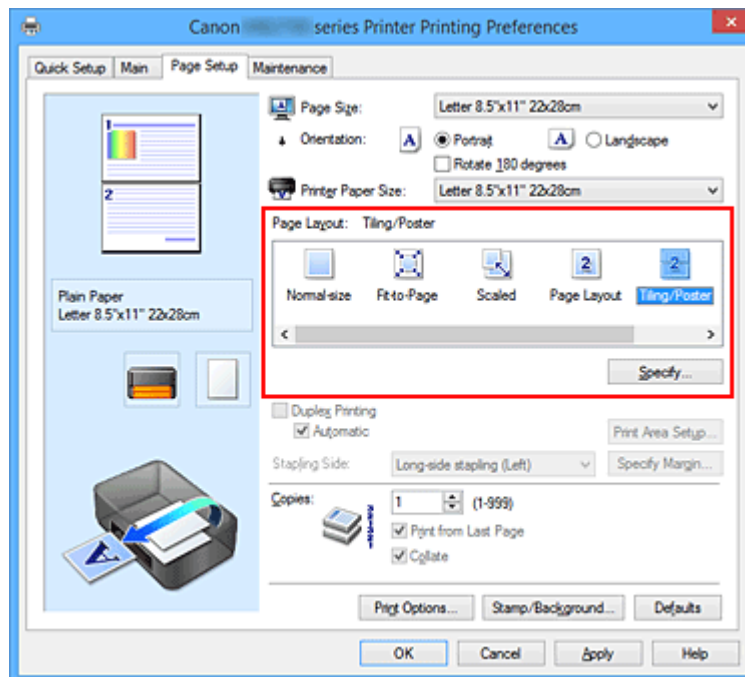 Canon series Printer Printing Preferences
Quick Setup Main Page Setup Maintenance
1
2
Plain Paper
Letter 8.5"x11" 22x28cm
Page Size: Letter 8.5"x11" 22x28cm
Orientation: A Portrait A Landscape
Rotate 180 degrees
Printer Paper Size: Letter 8.5"x11" 22x28cm
Page Layout: Tiling/Poster
2 2
Normal-size Fit-to-Page Scaled Page Layout Tiling/Poster
Specify...
Duplex Printing
Automatic Print Area Setup...
Stapling Side: Long-side stapling (Left) Specify Margin...
Copies: 1 (1-999)
Print from Last Page
Collate
A
Print Options... Stamp/Background... Defaults
OK Cancel Apply Help